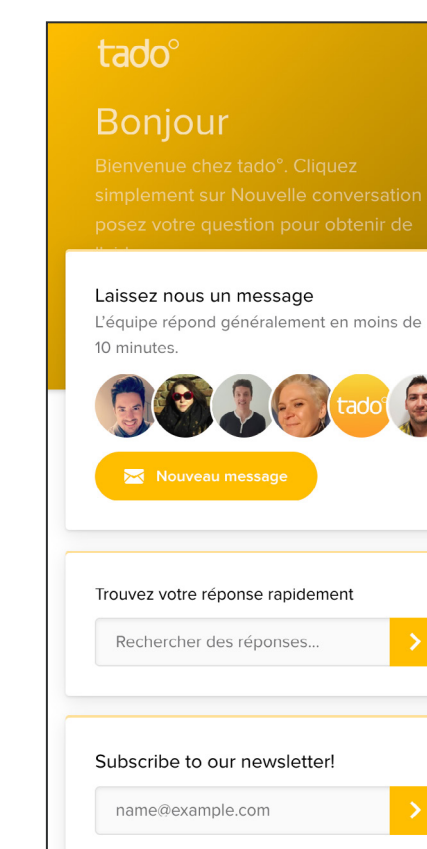 tado°
Bonjour
Bienvenue chez tado°. Cliquez
simplement sur Nouvelle conversation
posez votre question pour obtenir de
Laissez nous un message
L'équipe répond généralement en moins de
10 minutes.
tado°
Nouveau message
Trouvez votre réponse rapidement
Rechercher des réponses...
Subscribe to our newsletter!
name@example.com